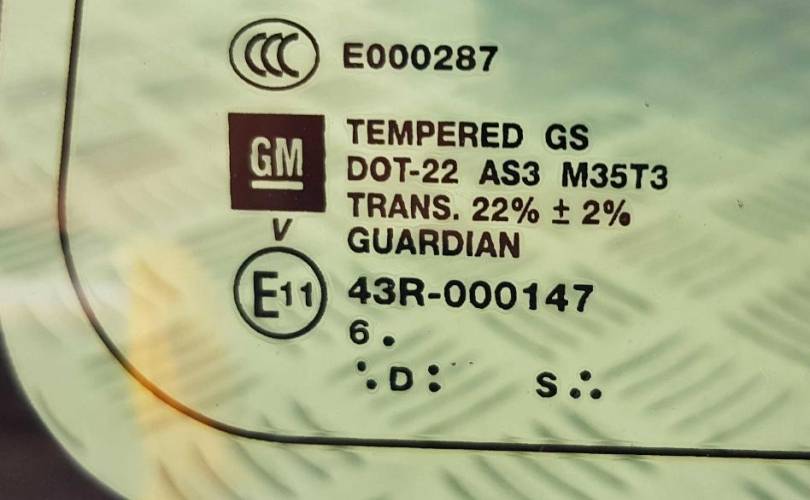 CCC E000287
GM TEMPERED GS
DOT-22 AS3 M35T3
TRANS. 22% ± 2%
V GUARDIAN
E11 43R-000147
6.
D S